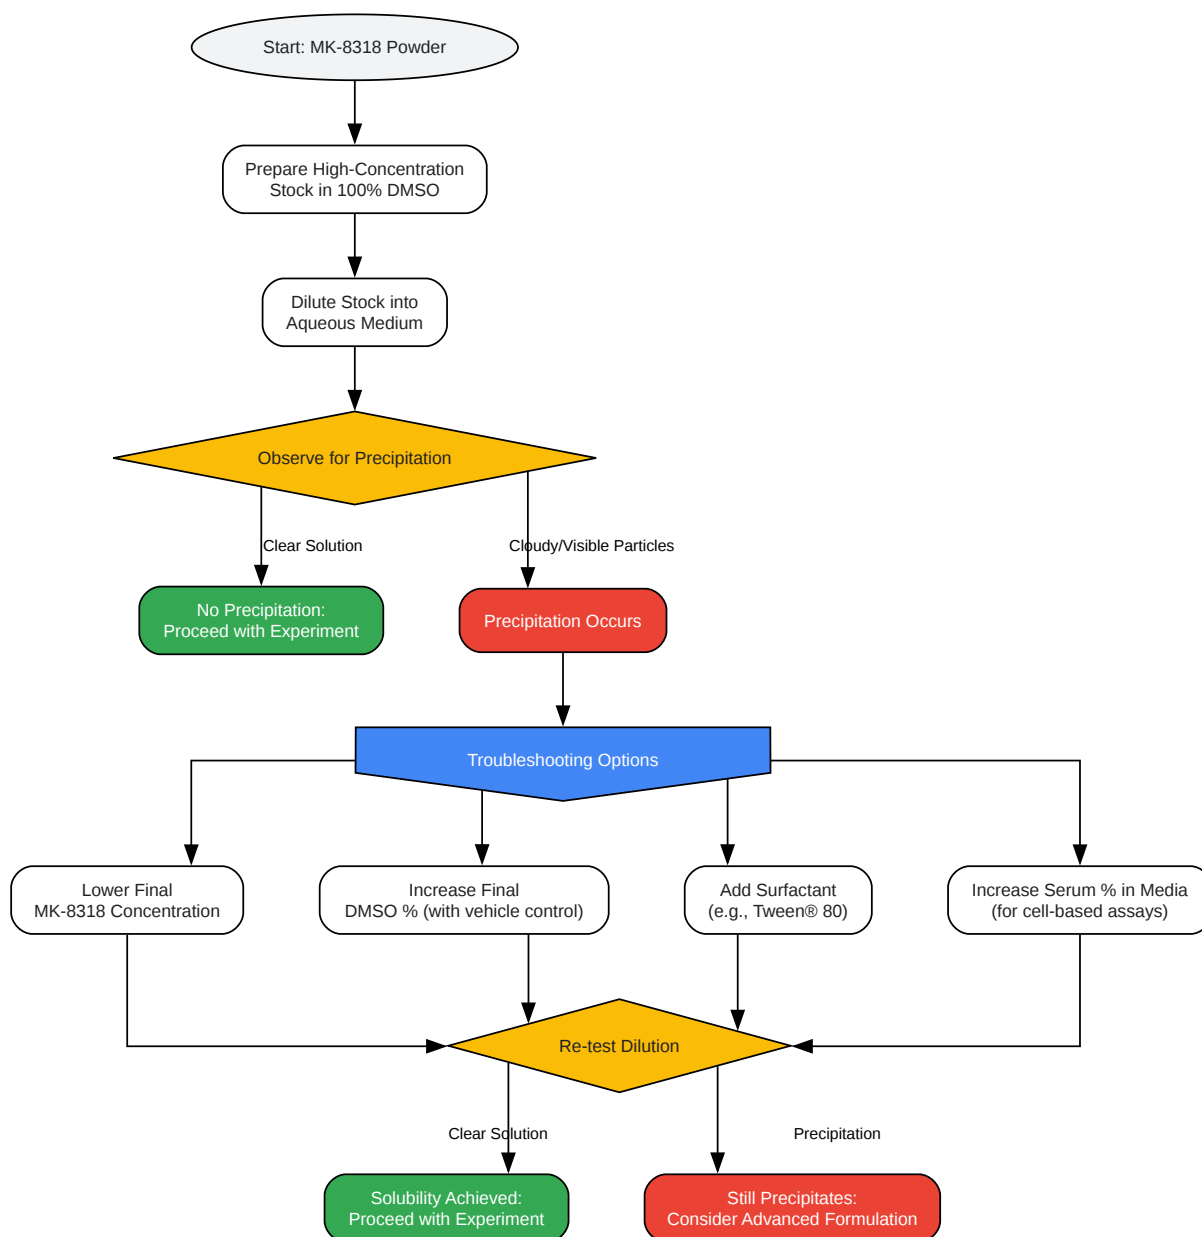 Start: MK-8318 Powder
Prepare High-Concentration
Stock in 100% DMSO
Dilute Stock into
Aqueous Medium
Observe for Precipitation
Clear Solution
Cloudy/Visible Particles
No Precipitation:
Proceed with Experiment
Precipitation Occurs
Troubleshooting Options
Lower Final
MK-8318 Concentration
Increase Final
DMSO % (with vehicle control)
Add Surfactant
(e.g., Tween® 80)
Increase Serum % in Media
(for cell-based assays)
Re-test Dilution
Clear Solution
Precipitation
Solubility Achieved:
Proceed with Experiment
Still Precipitates:
Consider Advanced Formulation